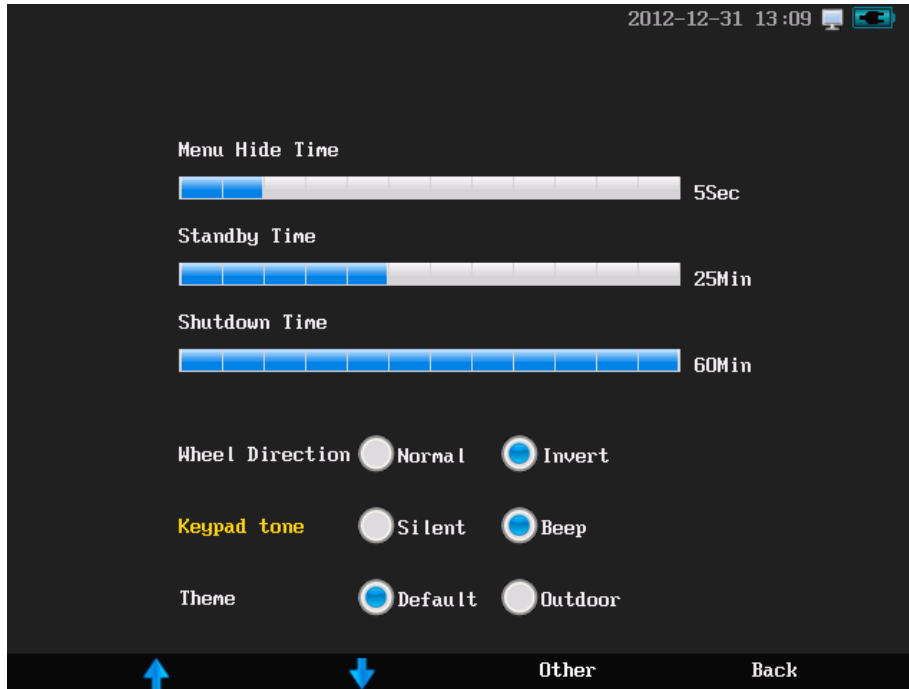 2012-12-31 13:09
Menu Hide Time
5Sec
Standby Time
25Min
Shutdown Time
60Min
Wheel Direction Normal Invert
Keypad tone Silent Beep
Theme Default Outdoor
Other Back